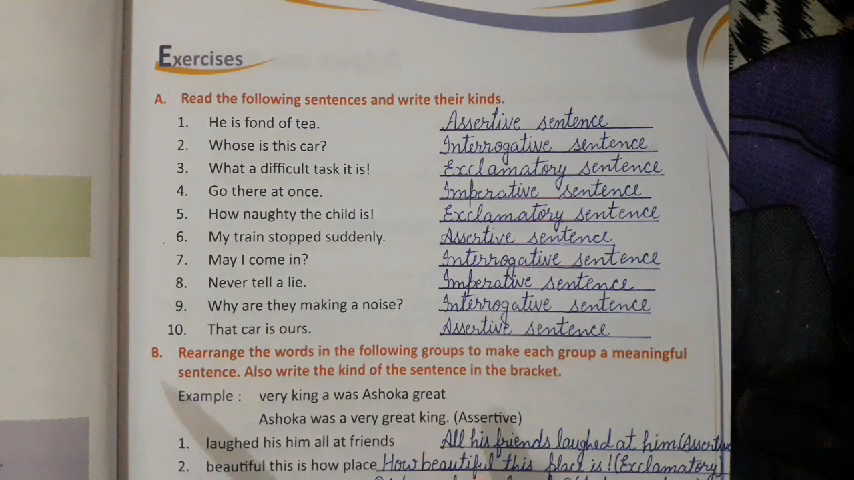 Exercises
A. Read the following sentences and write their kinds.
1. He is fond of tea. Assertive sentence
2. Whose is this car? Interrogative sentence
3. What a difficult task it is! Exclamatory sentence
4. Go there at once. Imperative sentence
5. How naughty the child is! Exclamatory sentence
6. My train stopped suddenly. Assertive sentence
7. May I come in? Interrogative sentence
8. Never tell a lie. Imperative sentence
9. Why are they making a noise? Interrogative sentence
10. That car is ours. Assertive sentence
B. Rearrange the words in the following groups to make each group a meaningful
sentence. Also write the kind of the sentence in the bracket.
Example : very king a was Ashoka great
Ashoka was a very great king. (Assertive)
1. laughed his him all at friends All his friends laughed at him (Assertive
2. beautiful this is how place How beautiful this place is! (Exclamatory)